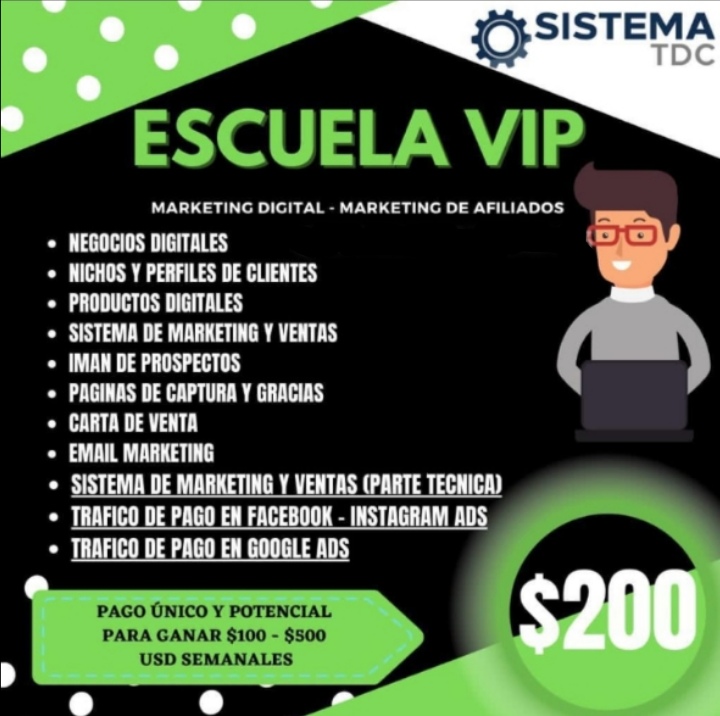 SISTEMA
TDC
ESCUELA VIP
MARKETING DIGITAL - MARKETING DE AFILIADOS
• NEGOCIOS DIGITALES
• NICHOS Y PERFILES DE CLIENTES
• PRODUCTOS DIGITALES
• SISTEMA DE MARKETING Y VENTAS
• IMAN DE PROSPECTOS
• PAGINAS DE CAPTURA Y GRACIAS
• CARTA DE VENTA
• EMAIL MARKETING
• SISTEMA DE MARKETING Y VENTAS (PARTE TECNICA)
• TRAFICO DE PAGO EN FACEBOOK - INSTAGRAM ADS
• TRAFICO DE PAGO EN GOOGLE ADS
PAGO ÚNICO Y POTENCIAL
PARA GANAR $100 - $500
USD SEMANALES
$200